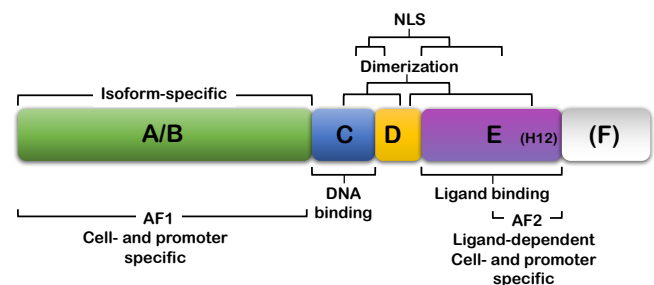 NLS
Dimerization
Isoform-specific
A/B
C
D
E
(H12)
(F)
DNA
binding
Ligand binding
AF1
Cell- and promoter
specific
AF2
Ligand-dependent
Cell- and promoter
specific